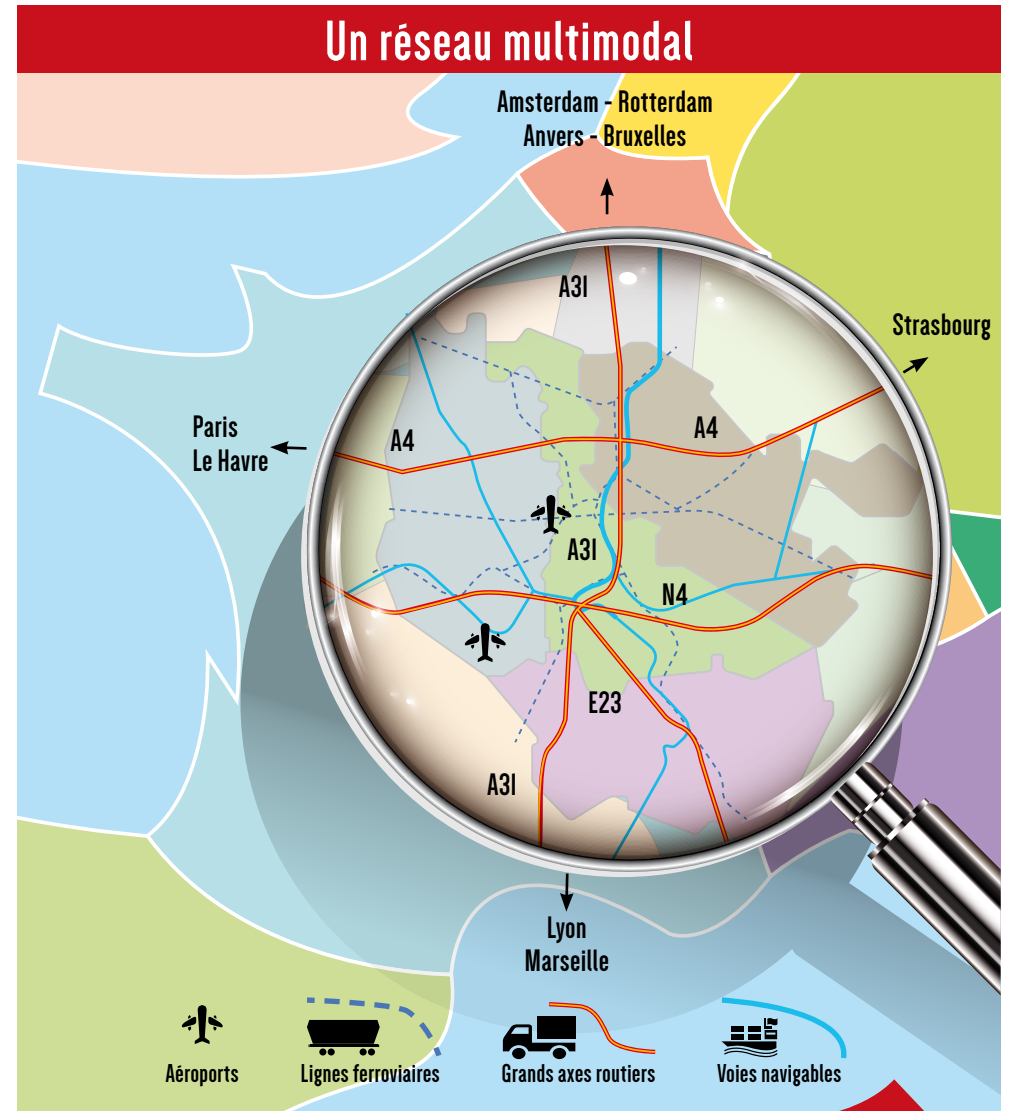 Un réseau multimodal
Amsterdam - Rotterdam
Anvers - Bruxelles
A31
Strasbourg
Paris
Le Havre
A4
A4
A31
N4
E23
A31
Lyon
Marseille
Aéroports
Lignes ferroviaires
Grands axes routiers
Voies navigables